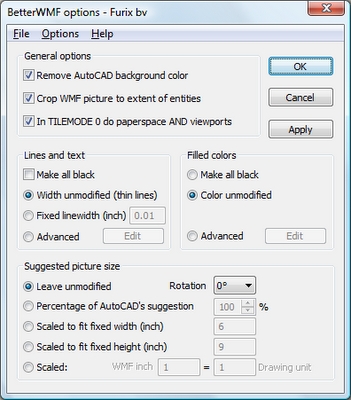 BetterWMF options - Furix bv
File Options Help
General options
Remove AutoCAD background color
Crop WMF picture to extent of entities
In TILEMODE 0 do paperspace AND viewports
OK
Cancel
Apply
Lines and text
Make all black
Width unmodified (thin lines)
Fixed linewidth (inch) 0.01
Advanced Edit
Filled colors
Make all black
Color unmodified
Advanced Edit
Suggested picture size
Leave unmodified Rotation 0°
Percentage of AutoCAD's suggestion 100 %
Scaled to fit fixed width (inch) 6
Scaled to fit fixed height (inch) 9
Scaled: WMF inch 1 = 1 Drawing unit